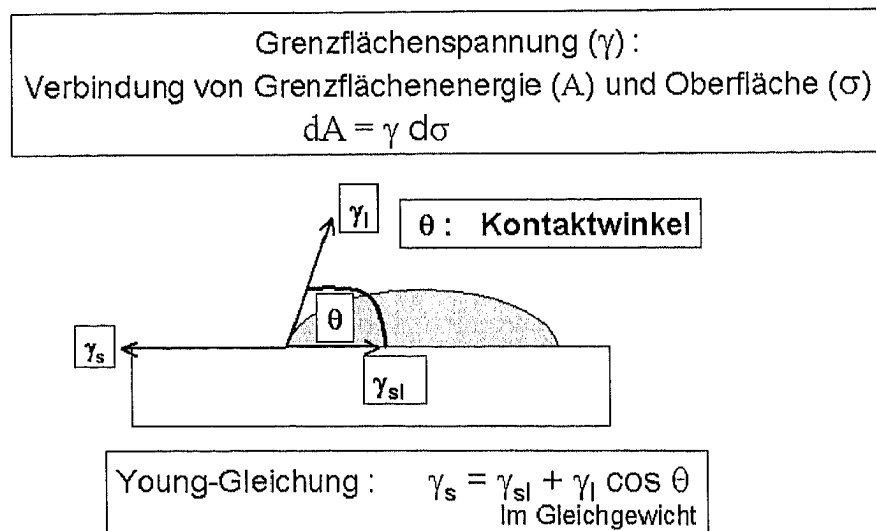 Grenzflächenspannung (γ) :
Verbindung von Grenzflächenenergie (A) und Oberfläche (σ)
dA = γ dσ
γl
θ : Kontaktwinkel
θ
γs
γsl
Young-Gleichung : γs = γsl + γl cos θ
Im Gleichgewicht